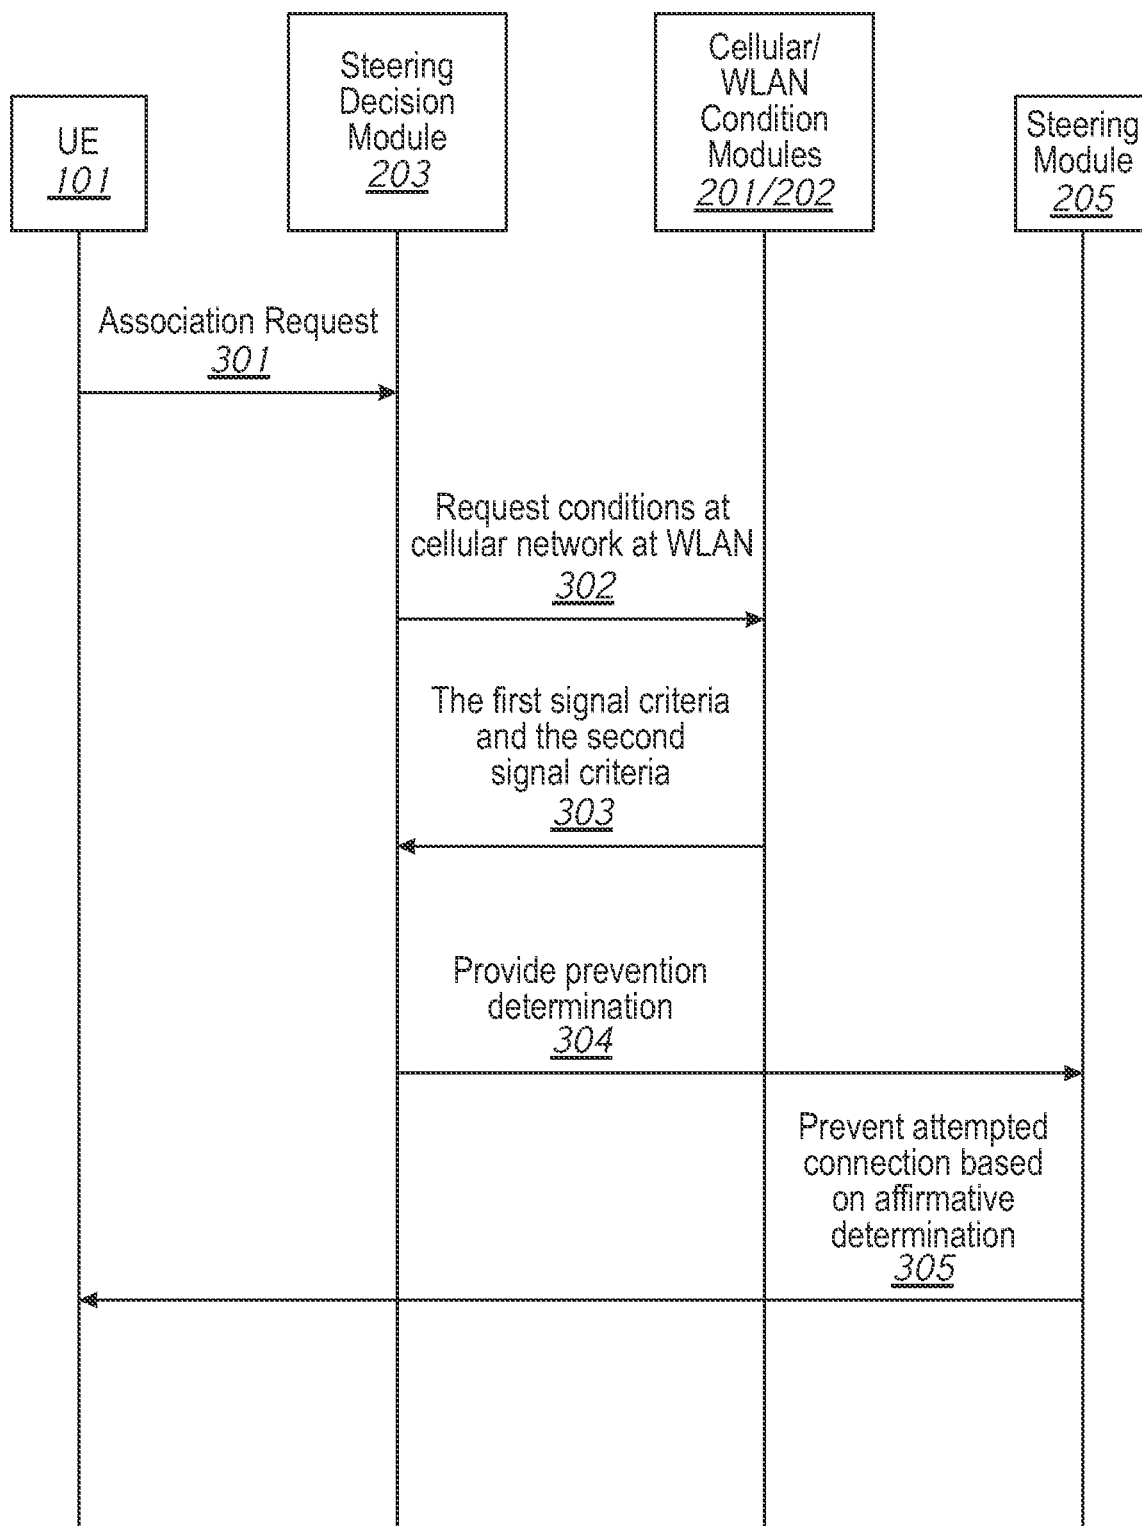 UE
101
Steering
Decision
Module
203
Cellular/
WLAN
Condition
Modules
201/202
Steering
Module
205
Association Request
301
Request conditions at
cellular network at WLAN
302
The first signal criteria
and the second
signal criteria
303
Provide prevention
determination
304
Prevent attempted
connection based
on affirmative
determination
305